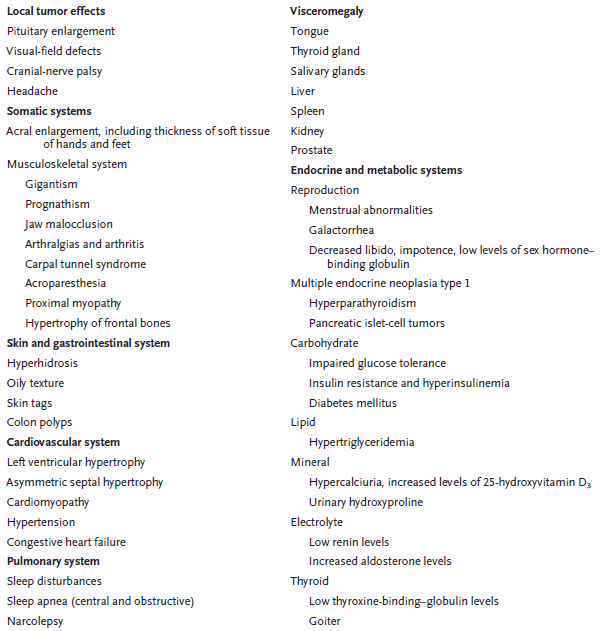 Local tumor effects
Pituitary enlargement
Visual-field defects
Cranial-nerve palsy
Headache
Somatic systems
Acral enlargement, including thickness of soft tissue
of hands and feet
Musculoskeletal system
Gigantism
Prognathism
Jaw malocclusion
Arthralgias and arthritis
Carpal tunnel syndrome
Acroparesthesia
Proximal myopathy
Hypertrophy of frontal bones
Skin and gastrointestinal system
Hyperhidrosis
Oily texture
Skin tags
Colon polyps
Cardiovascular system
Left ventricular hypertrophy
Asymmetric septal hypertrophy
Cardiomyopathy
Hypertension
Congestive heart failure
Pulmonary system
Sleep disturbances
Sleep apnea (central and obstructive)
Narcolepsy
Visceromegaly
Tongue
Thyroid gland
Salivary glands
Liver
Spleen
Kidney
Prostate
Endocrine and metabolic systems
Reproduction
Menstrual abnormalities
Galactorrhea
Decreased libido, impotence, low levels of sex hormone–
binding globulin
Multiple endocrine neoplasia type 1
Hyperparathyroidism
Pancreatic islet-cell tumors
Carbohydrate
Impaired glucose tolerance
Insulin resistance and hyperinsulinemia
Diabetes mellitus
Lipid
Hypertriglyceridemia
Mineral
Hypercalciuria, increased levels of 25-hydroxyvitamin D₃
Urinary hydroxyproline
Electrolyte
Low renin levels
Increased aldosterone levels
Thyroid
Low thyroxine-binding–globulin levels
Goiter